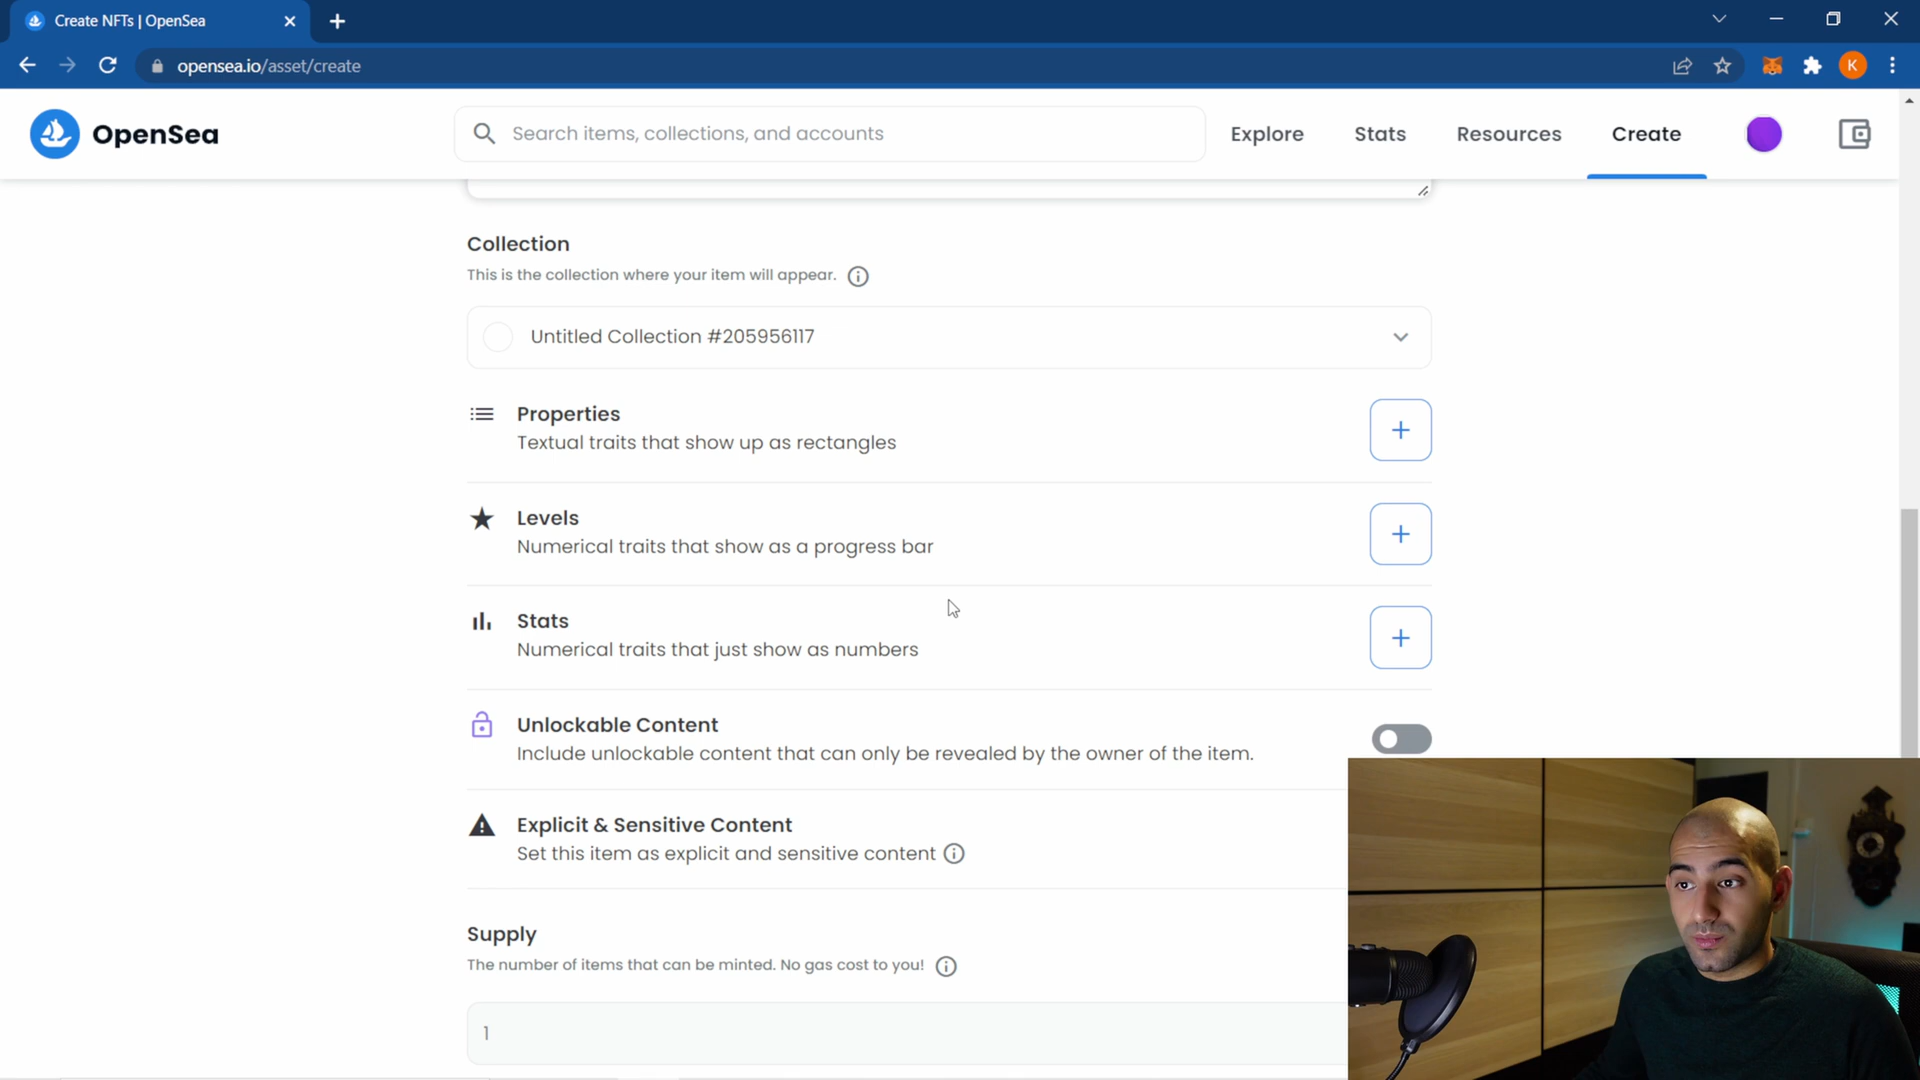 Create NFTs | OpenSea
opensea.io/asset/create
K
OpenSea
Search items, collections, and accounts
Explore
Stats
Resources
Create
Collection
This is the collection where your item will appear.
Untitled Collection #205956117
Properties
Textual traits that show up as rectangles
Levels
Numerical traits that show as a progress bar
Stats
Numerical traits that just show as numbers
Unlockable Content
Include unlockable content that can only be revealed by the owner of the item.
Explicit & Sensitive Content
Set this item as explicit and sensitive content
Supply
The number of items that can be minted. No gas cost to you!
1